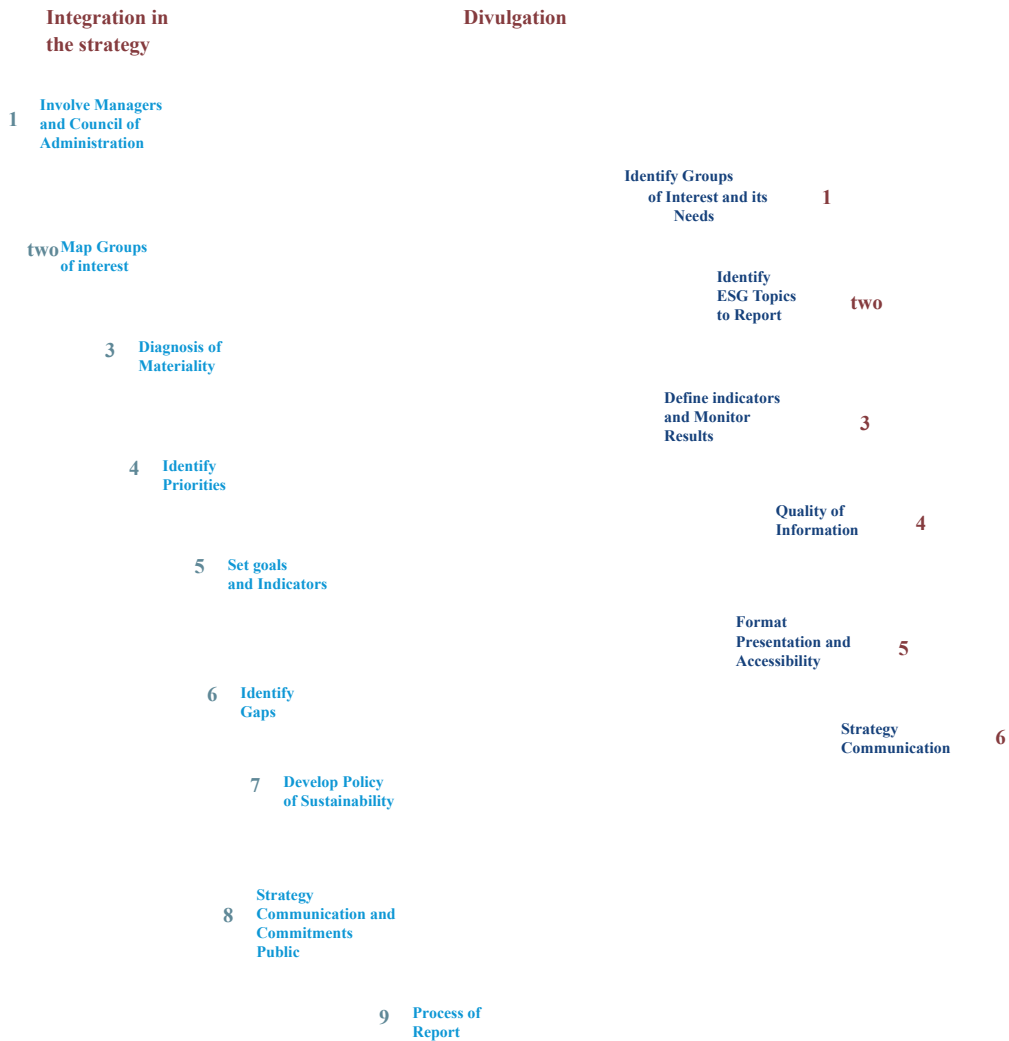 Integration in
the strategy
Divulgation
1
Involve Managers
and Council of
Administration
two
Map Groups
of interest
3
Diagnosis of
Materiality
4
Identify
Priorities
5
Set goals
and Indicators
6
Identify
Gaps
7
Develop Policy
of Sustainability
8
Strategy
Communication and
Commitments
Public
9
Process of
Report
Identify Groups
of Interest and its
Needs
1
Identify
ESG Topics
to Report
two
Define indicators
and Monitor
Results
3
Quality of
Information
4
Format
Presentation and
Accessibility
5
Strategy
Communication
6